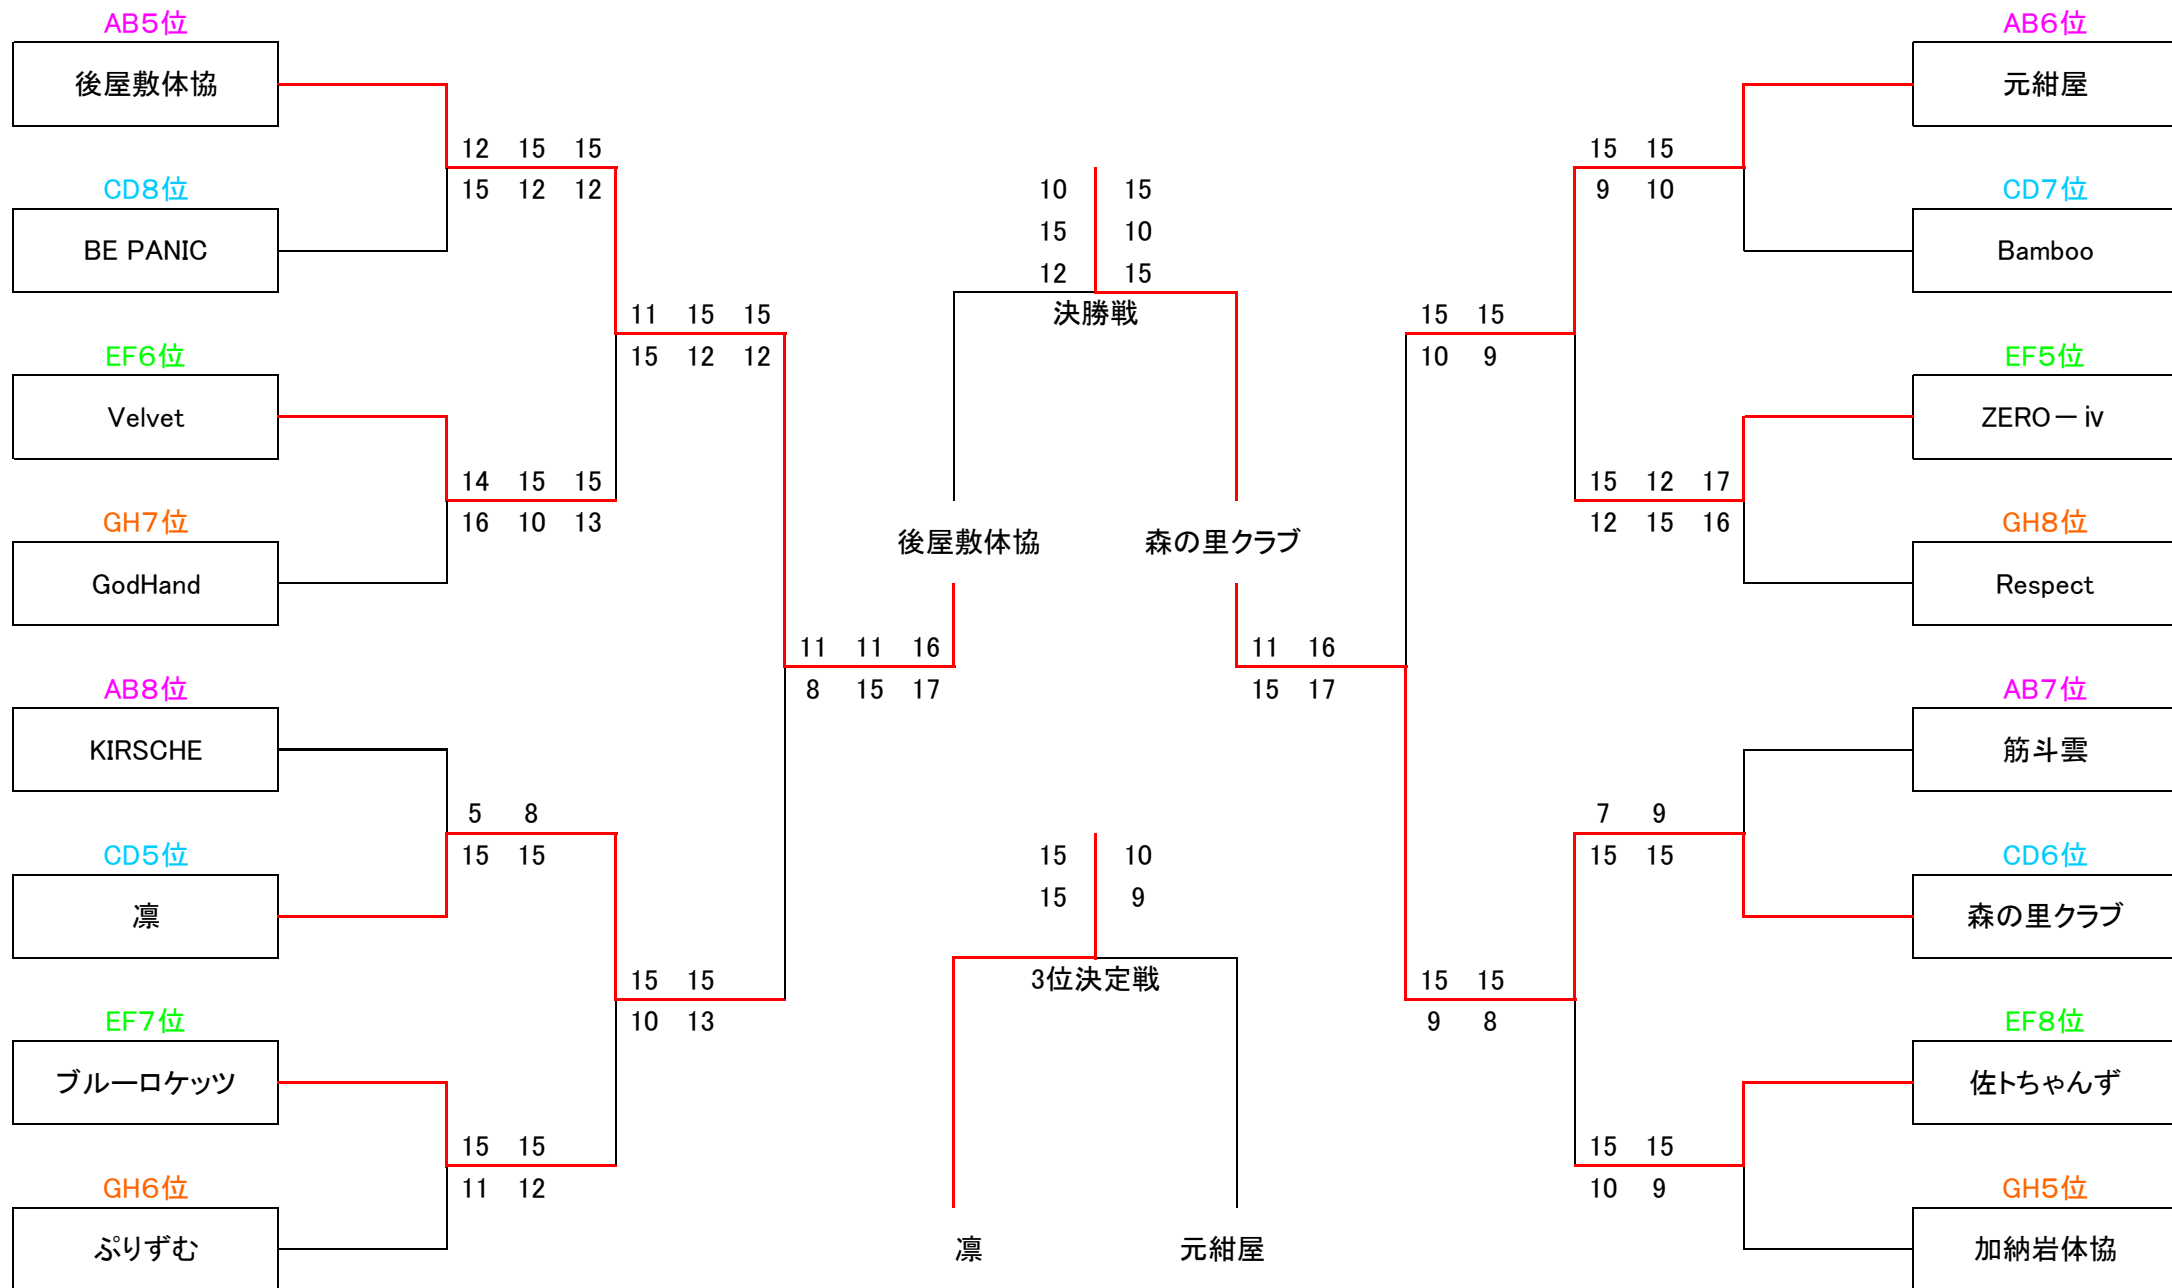 AB5位
後屋敷体協
12 15 15
15 12 12
CD8位
BE PANIC
11 15 15
15 12 12
EF6位
Velvet
14 15 15
16 10 13
GH7位
GodHand
11 11 16
8 15 17
AB8位
KIRSCHE
5 8
15 15
CD5位
凛
15 15
10 13
EF7位
ブルーロケッツ
15 15
11 12
GH6位
ぷりずむ
10 15
15 10
12 15
決勝戦
後屋敷体協 森の里クラブ
15 10
15 9
3位決定戦
凛 元紺屋
AB6位
元紺屋
15 15
9 10
CD7位
Bamboo
15 15
10 9
EF5位
ZERO－ⅳ
15 12 17
12 15 16
GH8位
Respect
11 16
15 17
AB7位
筋斗雲
7 9
15 15
CD6位
森の里クラブ
15 15
9 8
EF8位
佐トちゃんず
15 15
10 9
GH5位
加納岩体協